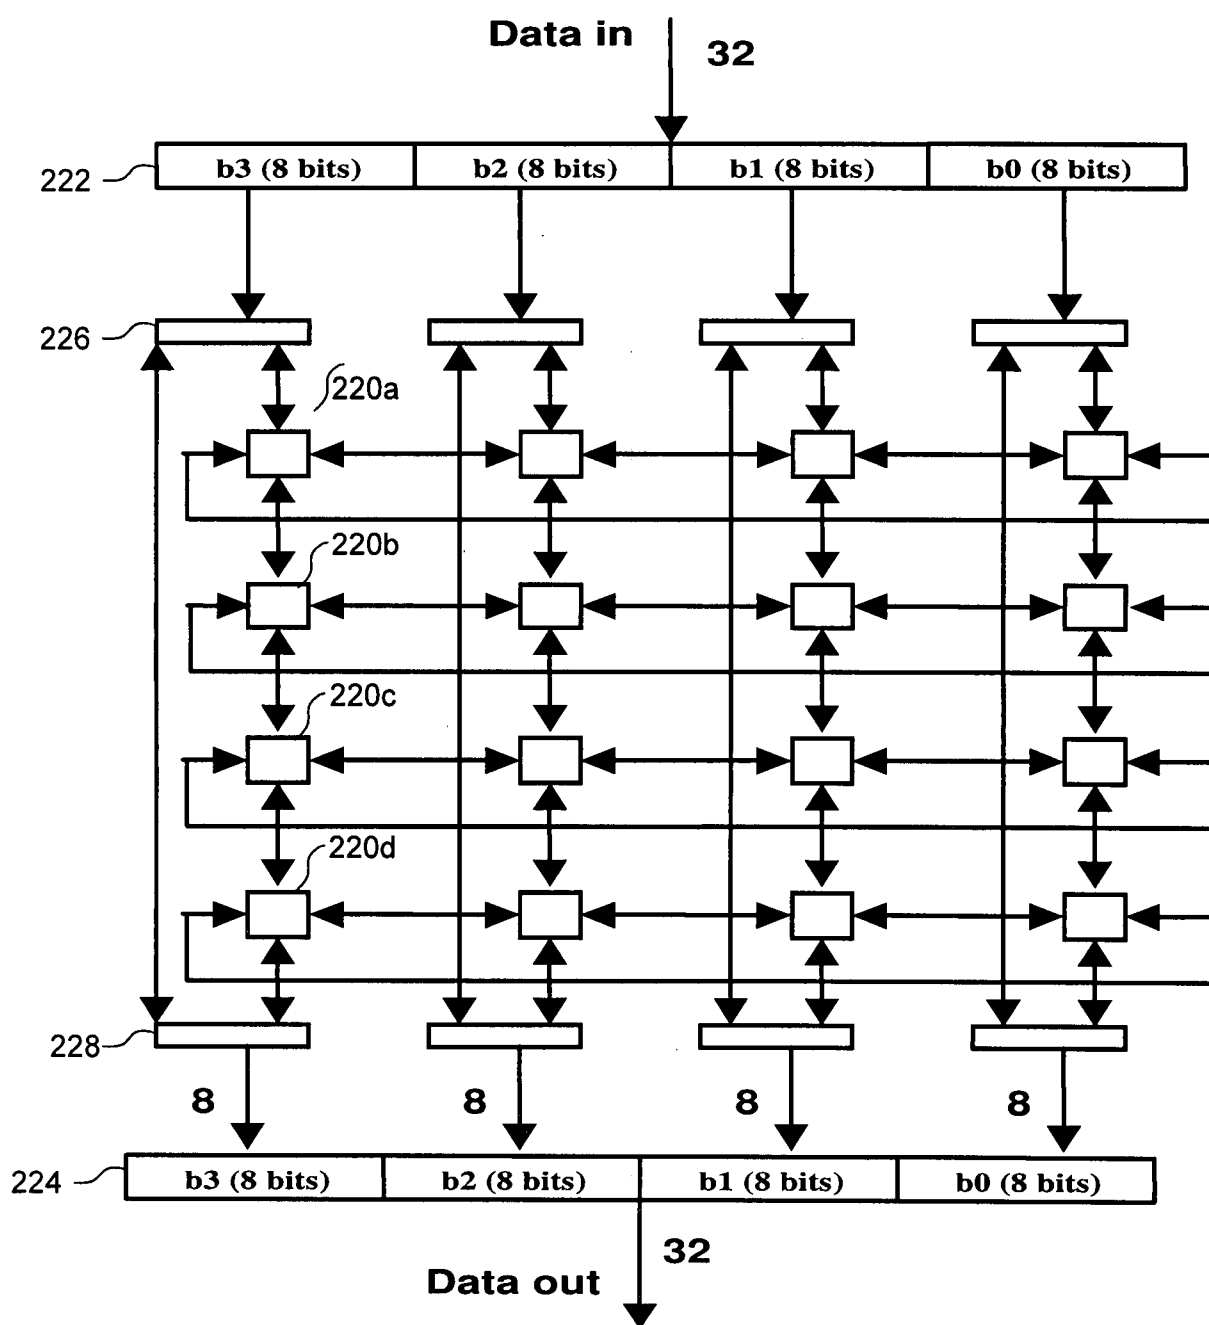 Data in
32
222
b3 (8 bits) b2 (8 bits) b1 (8 bits) b0 (8 bits)
226
220a
220b
220c
220d
228
8 8 8 8
224
b3 (8 bits) b2 (8 bits) b1 (8 bits) b0 (8 bits)
32
Data out